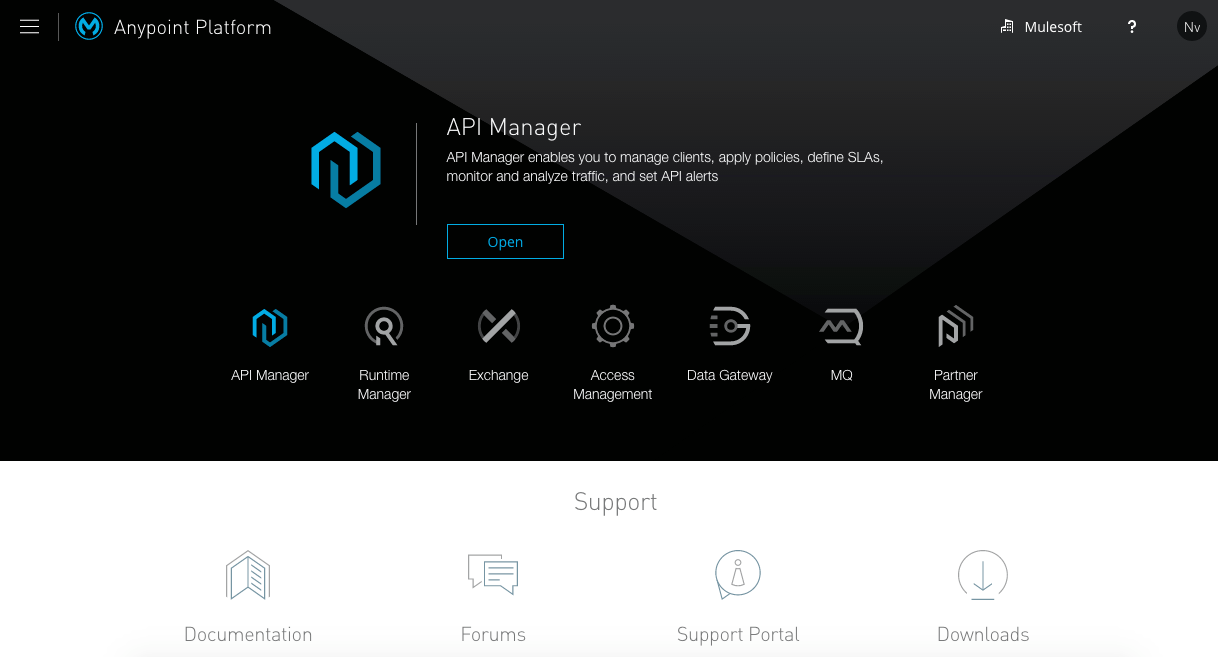 Anypoint Platform
Mulesoft
?
Nv
API Manager
API Manager enables you to manage clients, apply policies, define SLAs,
monitor and analyze traffic, and set API alerts
Open
API Manager
Runtime
Manager
Exchange
Access
Management
Data Gateway
MQ
Partner
Manager
Support
Documentation
Forums
Support Portal
Downloads